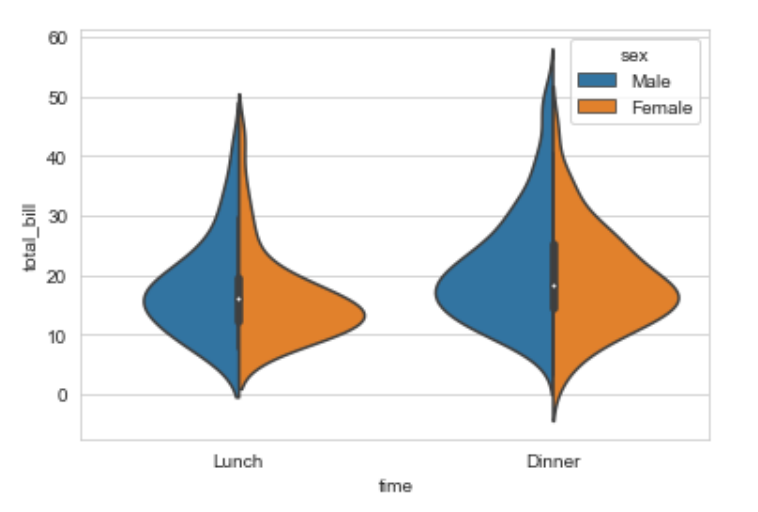 60
50
40
30
20
10
0
total_bill
sex
Male
Female
Lunch
Dinner
time